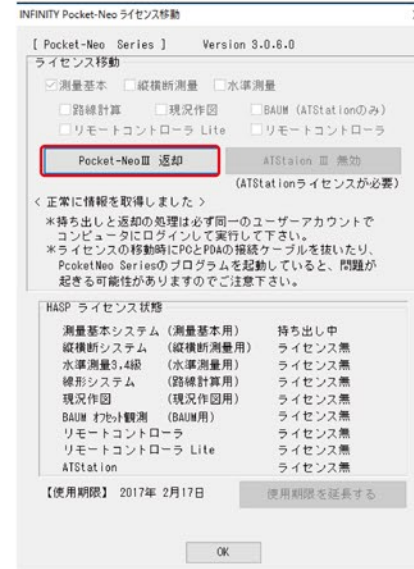 INFINITY Pocket-Neo ライセンス移動
[ Pocket-Neo Series ] Version 3.0.6.0
ライセンス移動
測量基本 縦横断測量 水準測量
路線計算 現況作図 BAUM (ATStationのみ)
リモートコントローラ Lite リモートコントローラ
Pocket-NeoⅢ 返却 ATStaion Ⅲ 無効
(ATStationライセンスが必要)
< 正常に情報を取得しました >
*持ち出しと返却の処理は必ず同一のユーザーアカウントで
コンピュータにログインして実行して下さい。
*ライセンスの移動時にPCとPDAの接続ケーブルを抜いたり、
PcoketNeo Seriesのプログラムを起動していると、問題が
起きる可能性がありますのでご注意下さい。
HASP ライセンス状態
測量基本システム (測量基本用) 持ち出し中
縦横断システム (縦横断測量用) ライセンス無
水準測量3,4級 (水準測量用) ライセンス無
線形システム (路線計算用) ライセンス無
現況作図 (現況作図用) ライセンス無
BAUM オフセット観測 (BAUM用) ライセンス無
リモートコントローラ ライセンス無
リモートコントローラ Lite ライセンス無
ATStation ライセンス無
【使用期限】 2017年 2月17日 使用期限を延長する
OK